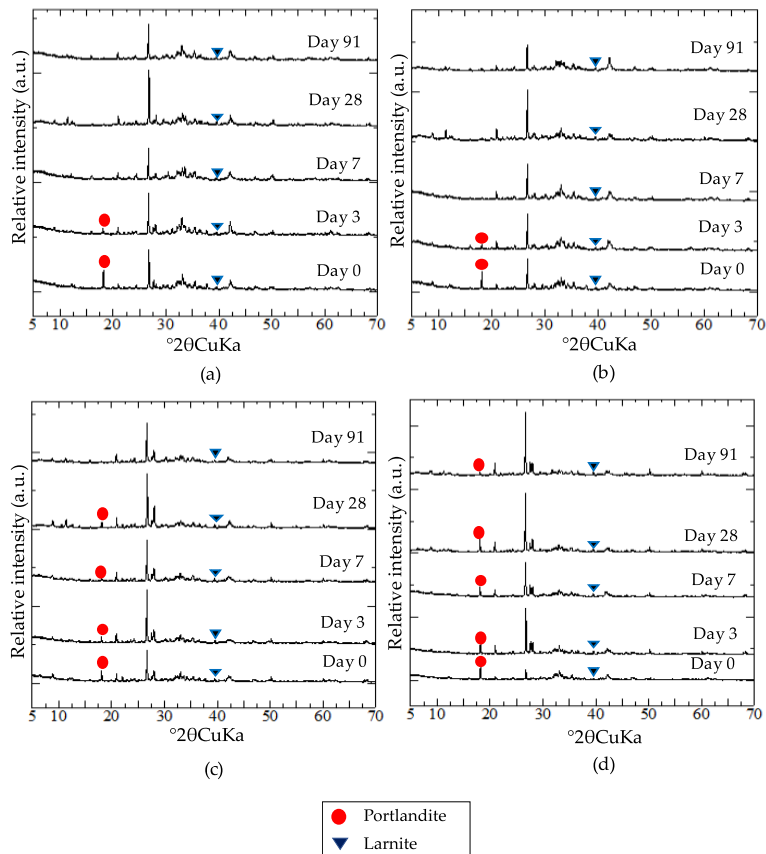 Relative intensity (a.u.)
Day 91
Day 28
Day 7
Day 3
Day 0
5 10 20 30 40 50 60 70
°2θCuKa
(a)
Relative intensity (a.u.)
Day 91
Day 28
Day 7
Day 3
Day 0
5 10 20 30 40 50 60 70
°2θCuKa
(b)
Relative intensity (a.u.)
Day 91
Day 28
Day 7
Day 3
Day 0
5 10 20 30 40 50 60 70
°2θCuKa
(c)
Relative intensity (a.u.)
Day 91
Day 28
Day 7
Day 3
Day 0
5 10 20 30 40 50 60 70
°2θCuKa
(d)
Portlandite
Larnite